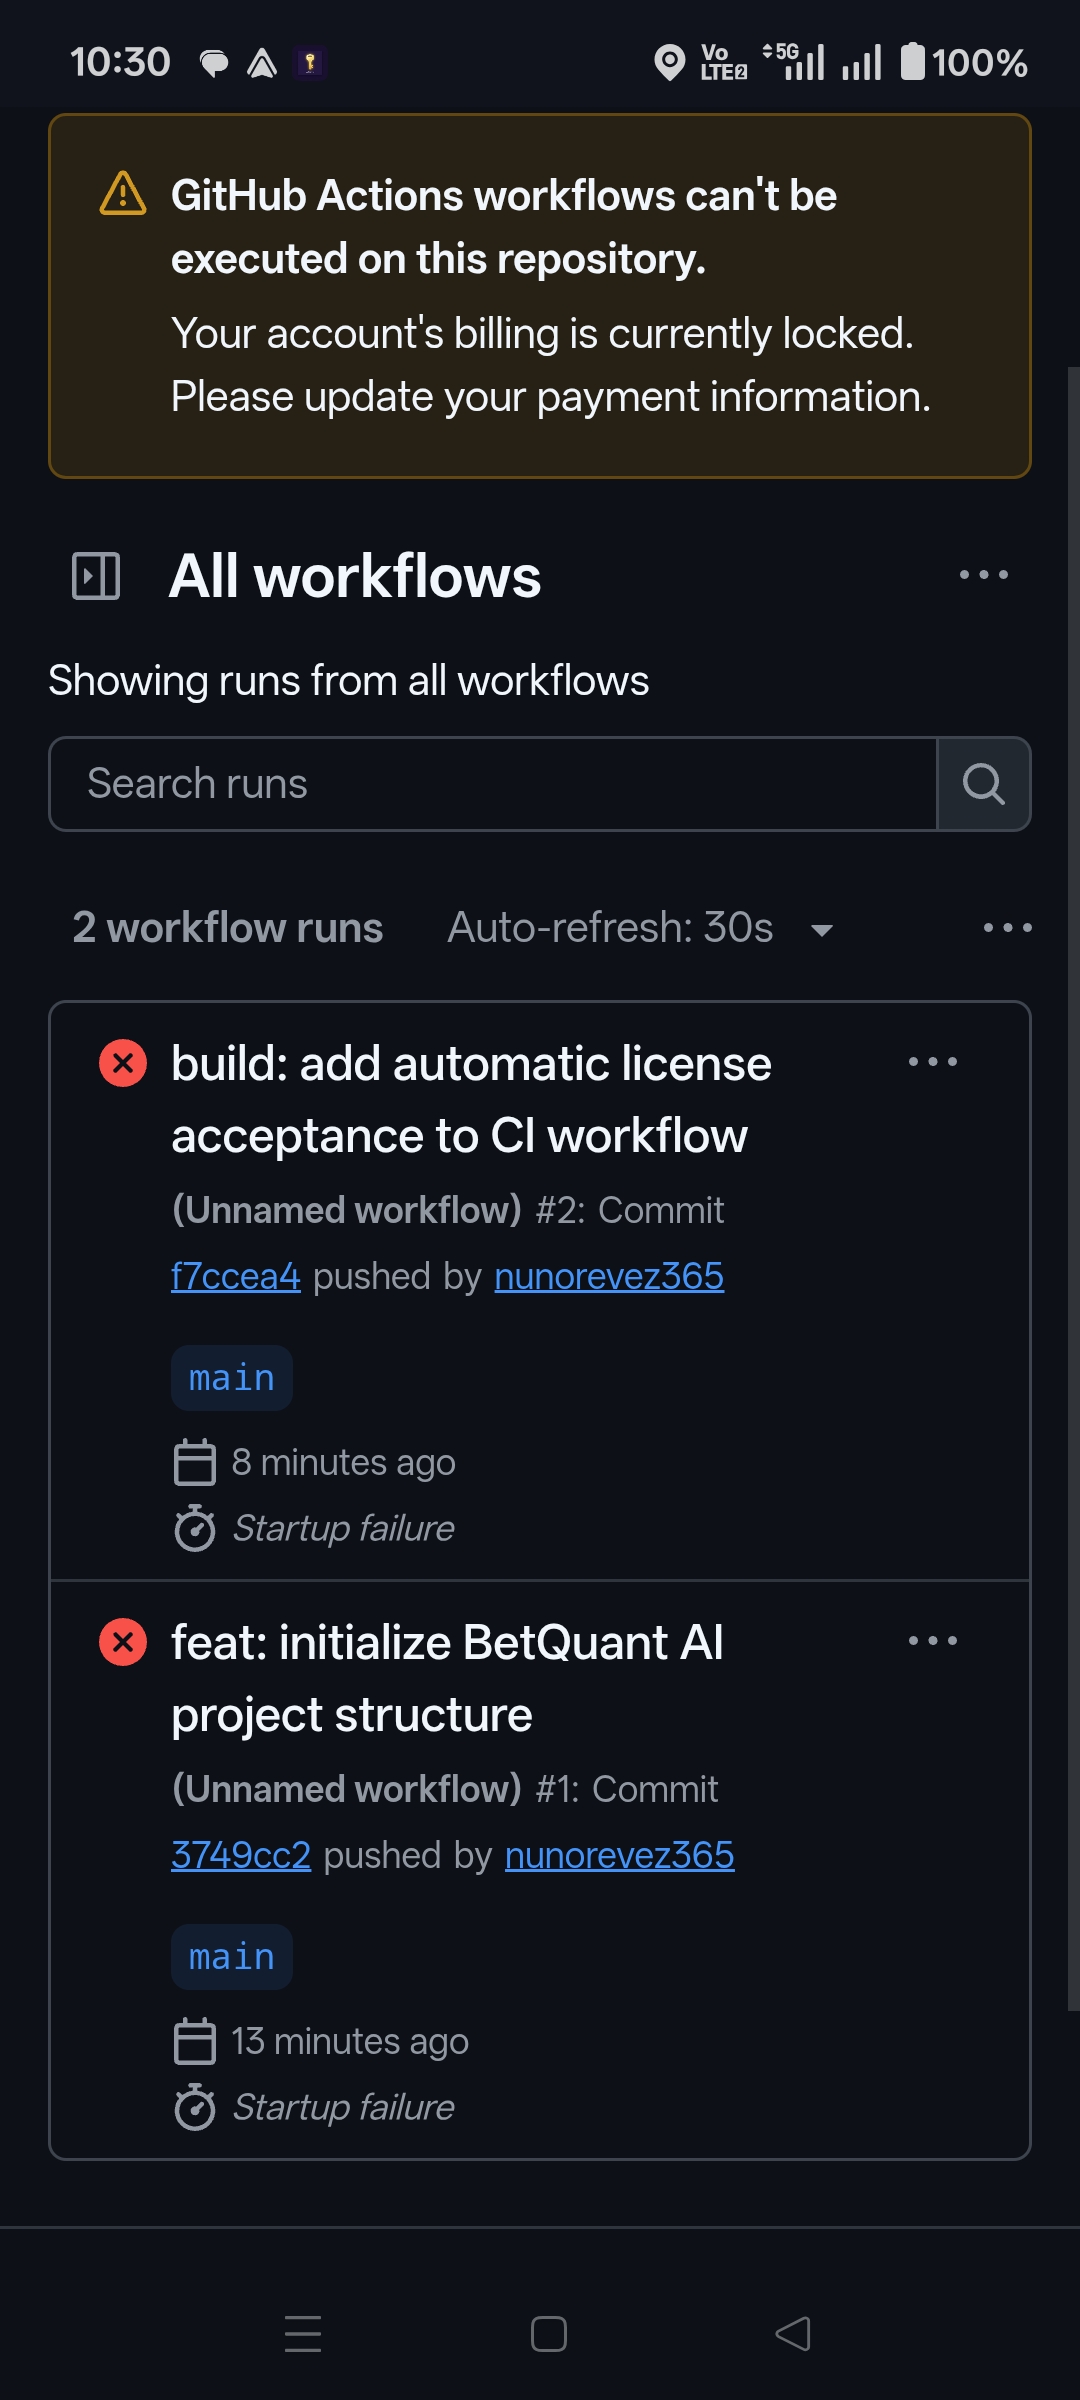 10:30
Vo
LTE2
5G
100%
GitHub Actions workflows can't be
executed on this repository.
Your account's billing is currently locked.
Please update your payment information.
All workflows
Showing runs from all workflows
Search runs
2 workflow runs
Auto-refresh: 30s
build: add automatic license
acceptance to CI workflow
(Unnamed workflow) #2: Commit
f7ccea4 pushed by nunorevez365
main
8 minutes ago
Startup failure
feat: initialize BetQuant AI
project structure
(Unnamed workflow) #1: Commit
3749cc2 pushed by nunorevez365
main
13 minutes ago
Startup failure